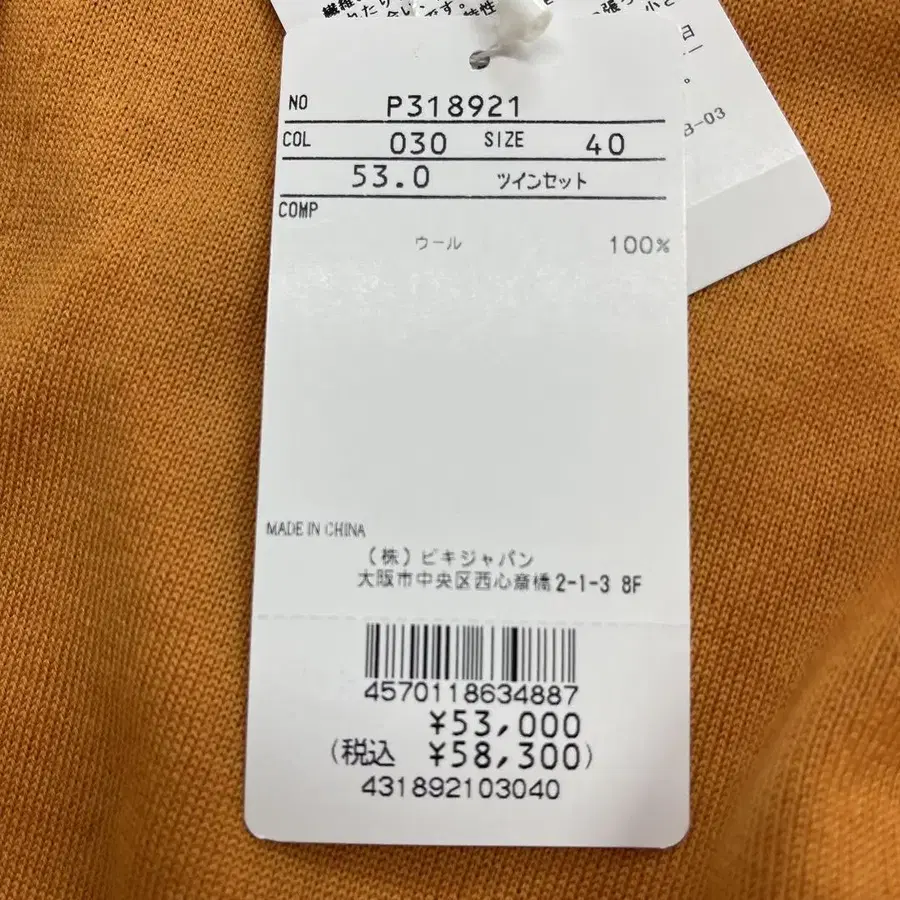 NO P318921
COL 030 SIZE 40
53.0 ツインセット
COMP
ウール 100%
MADE IN CHINA
(株)ビキジャパン
大阪市中央区西心斎橋2-1-3 8F
4570118634887
¥53,000
(税込 ¥58,300)
431892103040
B-03